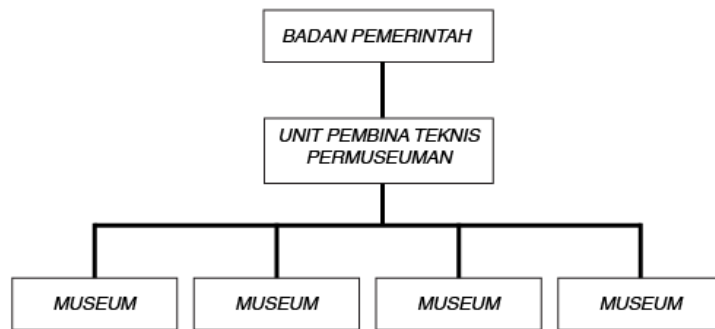 BADAN PEMERINTAH
UNIT PEMBINA TEKNIS
PERMUSEUMAN
MUSEUM
MUSEUM
MUSEUM
MUSEUM